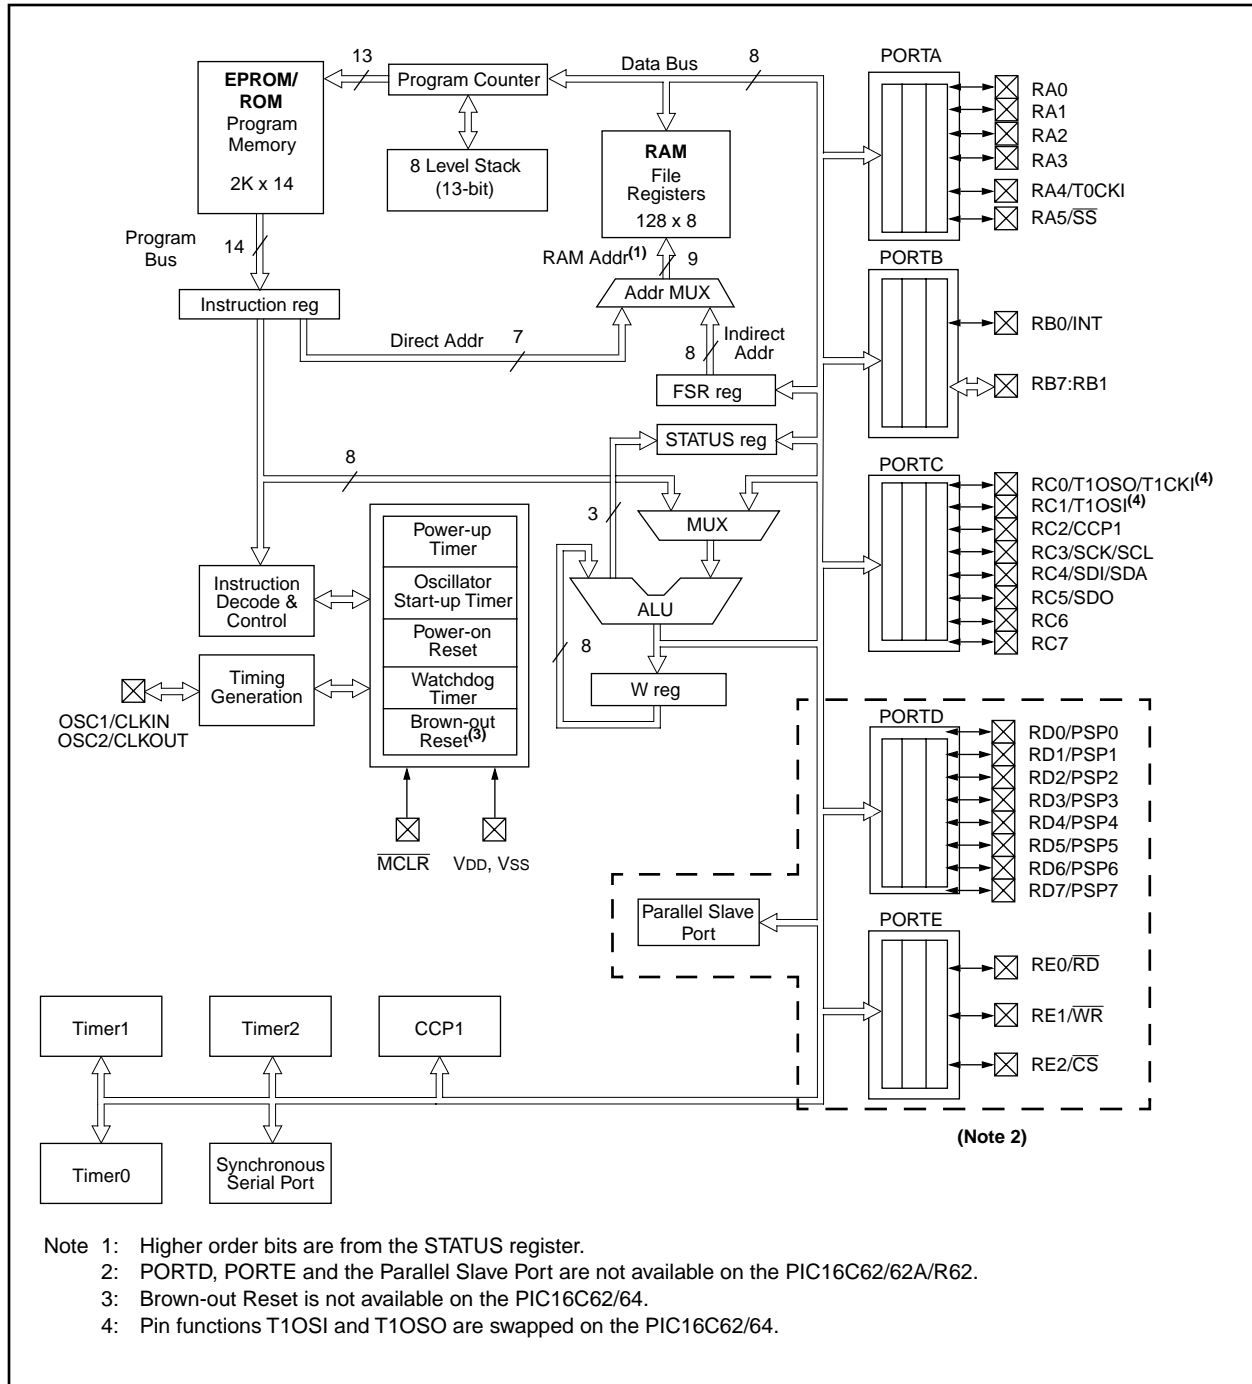 EPROM/
ROM
Program
Memory
2K x 14
13
Program Counter
8 Level Stack
(13-bit)
Data Bus
8
RAM
File
Registers
128 x 8
Program
Bus
14
RAM Addr(1)
9
Addr MUX
Instruction reg
Direct Addr
7
8
Indirect
Addr
FSR reg
STATUS reg
8
3
MUX
ALU
8
W reg
Power-up
Timer
Oscillator
Start-up Timer
Power-on
Reset
Watchdog
Timer
Brown-out
Reset(3)
Instruction
Decode &
Control
Timing
Generation
OSC1/CLKIN
OSC2/CLKOUT
MCLR
VDD, VSS
PORTA
RA0
RA1
RA2
RA3
RA4/T0CKI
RA5/SS
PORTB
RB0/INT
RB7:RB1
PORTC
RC0/T1OSO/T1CKI(4)
RC1/T1OSI(4)
RC2/CCP1
RC3/SCK/SCL
RC4/SDI/SDA
RC5/SDO
RC6
RC7
PORTD
RD0/PSP0
RD1/PSP1
RD2/PSP2
RD3/PSP3
RD4/PSP4
RD5/PSP5
RD6/PSP6
RD7/PSP7
Parallel Slave
Port
PORTE
RE0/RD
RE1/WR
RE2/CS
(Note 2)
Timer1
Timer2
CCP1
Timer0
Synchronous
Serial Port
Note 1: Higher order bits are from the STATUS register.
2: PORTD, PORTE and the Parallel Slave Port are not available on the PIC16C62/62A/R62.
3: Brown-out Reset is not available on the PIC16C62/64.
4: Pin functions T1OSI and T1OSO are swapped on the PIC16C62/64.